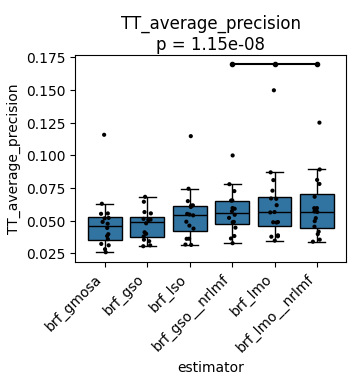 TT_average_precision
p = 1.15e-08
0.175
0.150
0.125
0.100
0.075
0.050
0.025
TT_average_precision
brf_gmosa
brf_gso
brf_lso
brf_gso__nrlmf
brf_lmo
brf_lmo__nrlmf
estimator